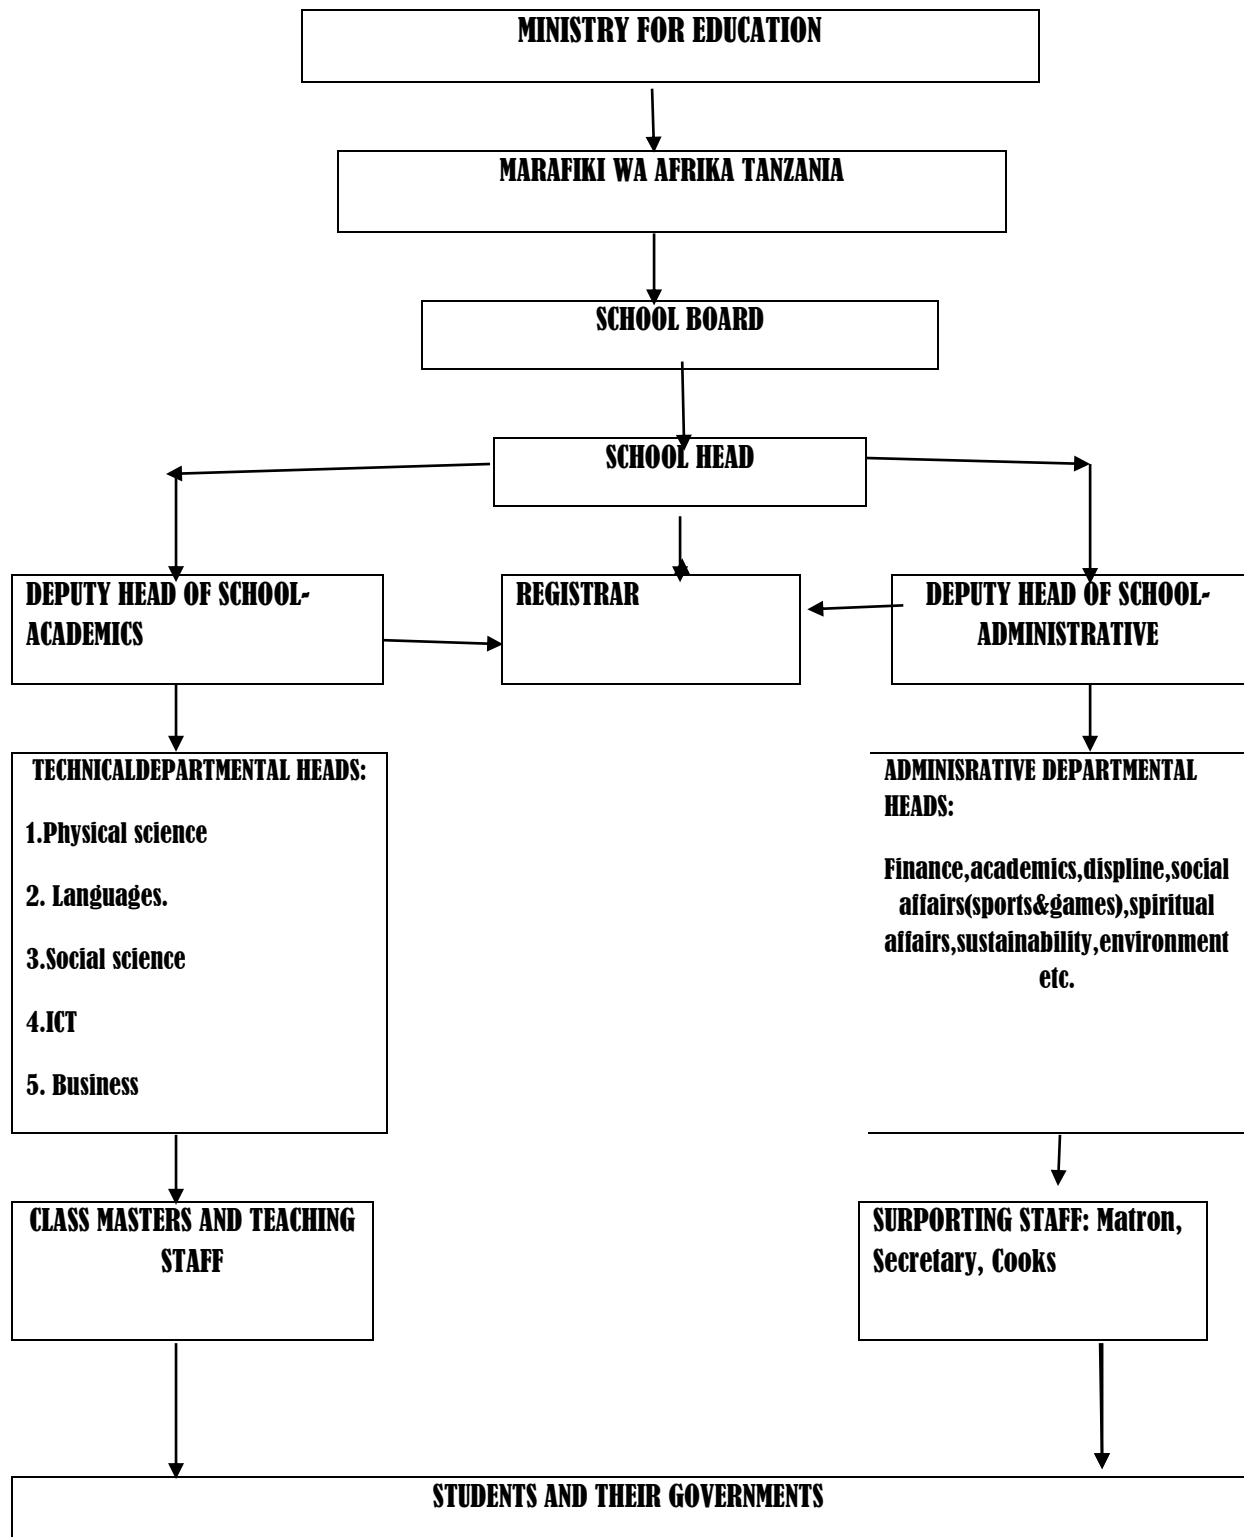 MINISTRY FOR EDUCATION
MARAFIKI WA AFRIKA TANZANIA
SCHOOL BOARD
SCHOOL HEAD
DEPUTY HEAD OF SCHOOL-
ACADEMICS
REGISTRAR
DEPUTY HEAD OF SCHOOL-
ADMINISTRATIVE
TECHNICALDEPARTMENTAL HEADS:
1.Physical science
2. Languages.
3.Social science
4.ICT
5. Business
ADMINISRATIVE DEPARTMENTAL
HEADS:
Finance,academics,displine,social
affairs(sports&games),spiritual
affairs,sustainability,environment
etc.
CLASS MASTERS AND TEACHING
STAFF
SURPORTING STAFF: Matron,
Secretary, Cooks
STUDENTS AND THEIR GOVERNMENTS